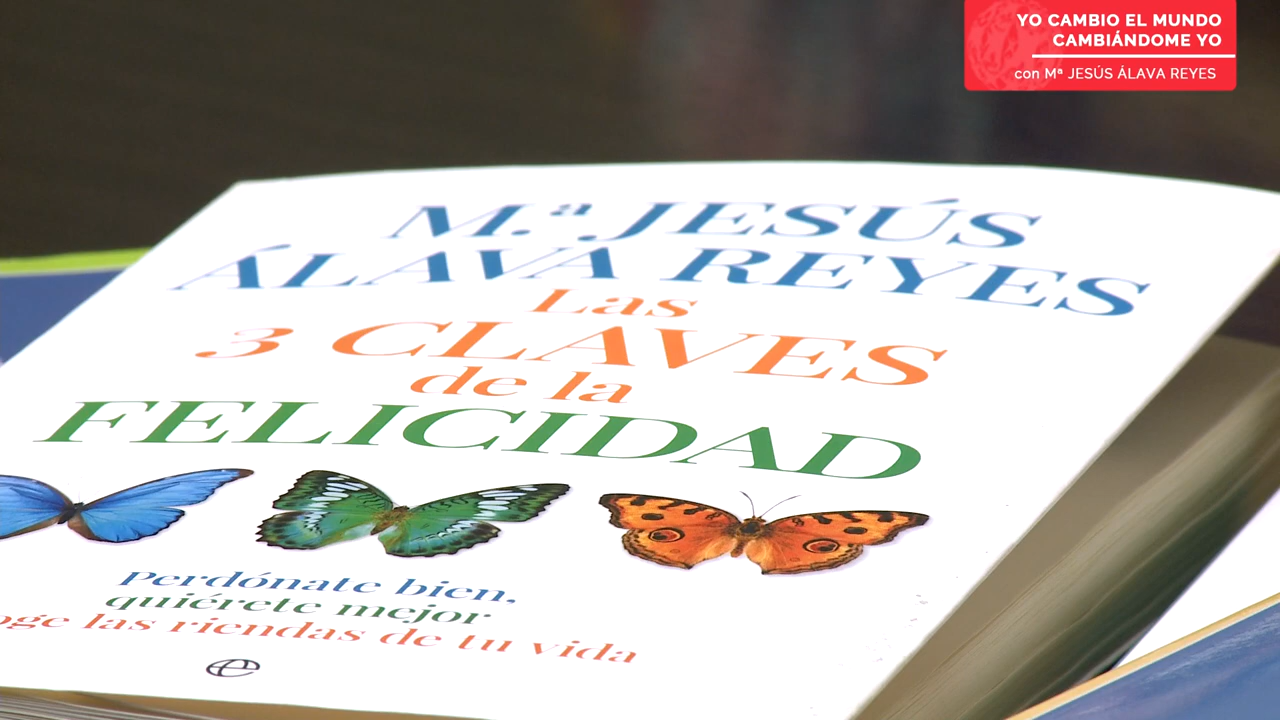 YO CAMBIO EL MUNDO
CAMBIÁNDOME YO
con Mª JESÚS ÁLAVA REYES
M.ª JESÚS
ÁLAVA REYES
Las
3 CLAVES
de la
FELICIDAD
Perdónate bien,
quiérete mejor
las riendas de tu vida